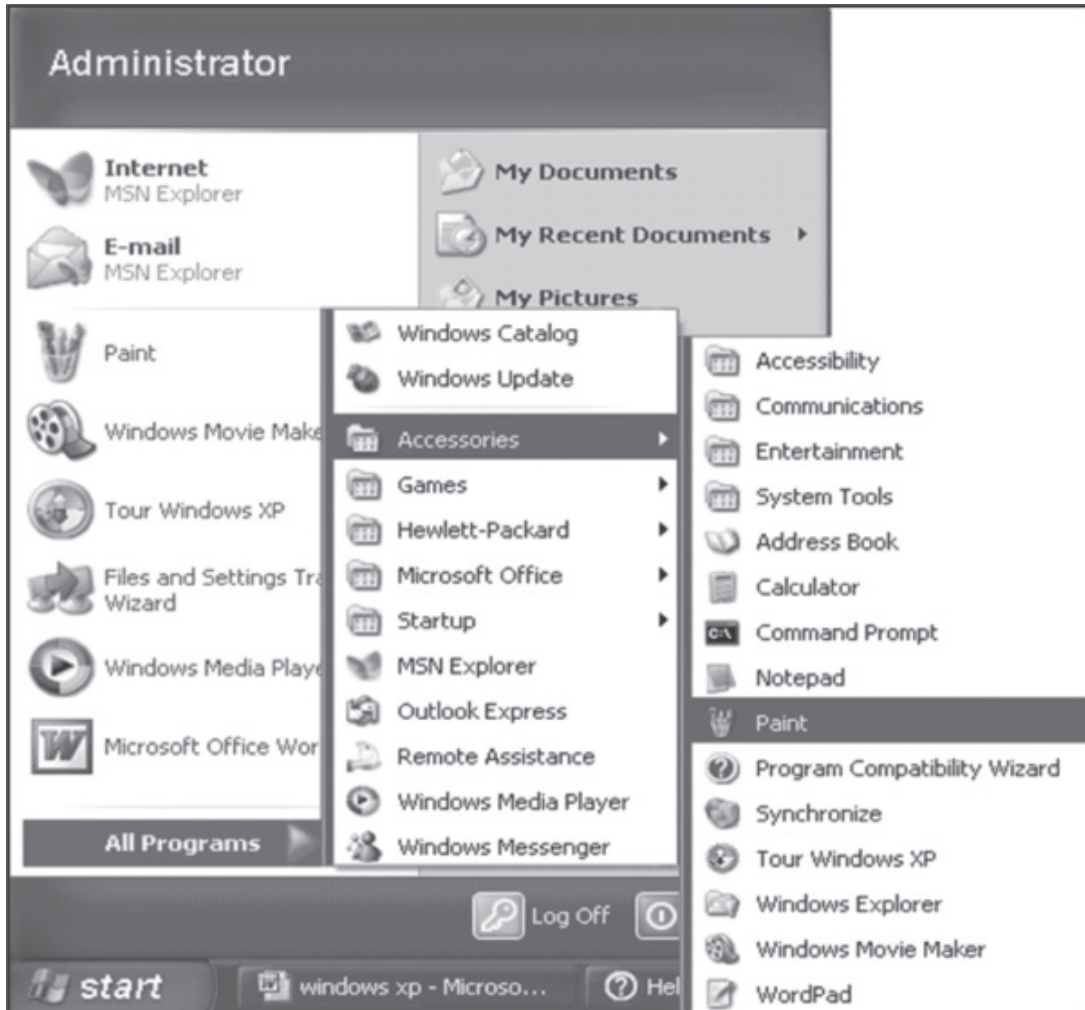 Administrator
Internet
MSN Explorer
E-mail
MSN Explorer
Paint
Windows Movie Make
Tour Windows XP
Files and Settings Tra
Wizard
Windows Media Playe
Microsoft Office Wor
All Programs
My Documents
My Recent Documents
My Pictures
Windows Catalog
Windows Update
Accessories
Games
Hewlett-Packard
Microsoft Office
Startup
MSN Explorer
Outlook Express
Remote Assistance
Windows Media Player
Windows Messenger
Accessibility
Communications
Entertainment
System Tools
Address Book
Calculator
Command Prompt
Notepad
Paint
Program Compatibility Wizard
Synchronize
Tour Windows XP
Windows Explorer
Windows Movie Maker
WordPad
Log Off
start
windows xp - Microso...
Hel